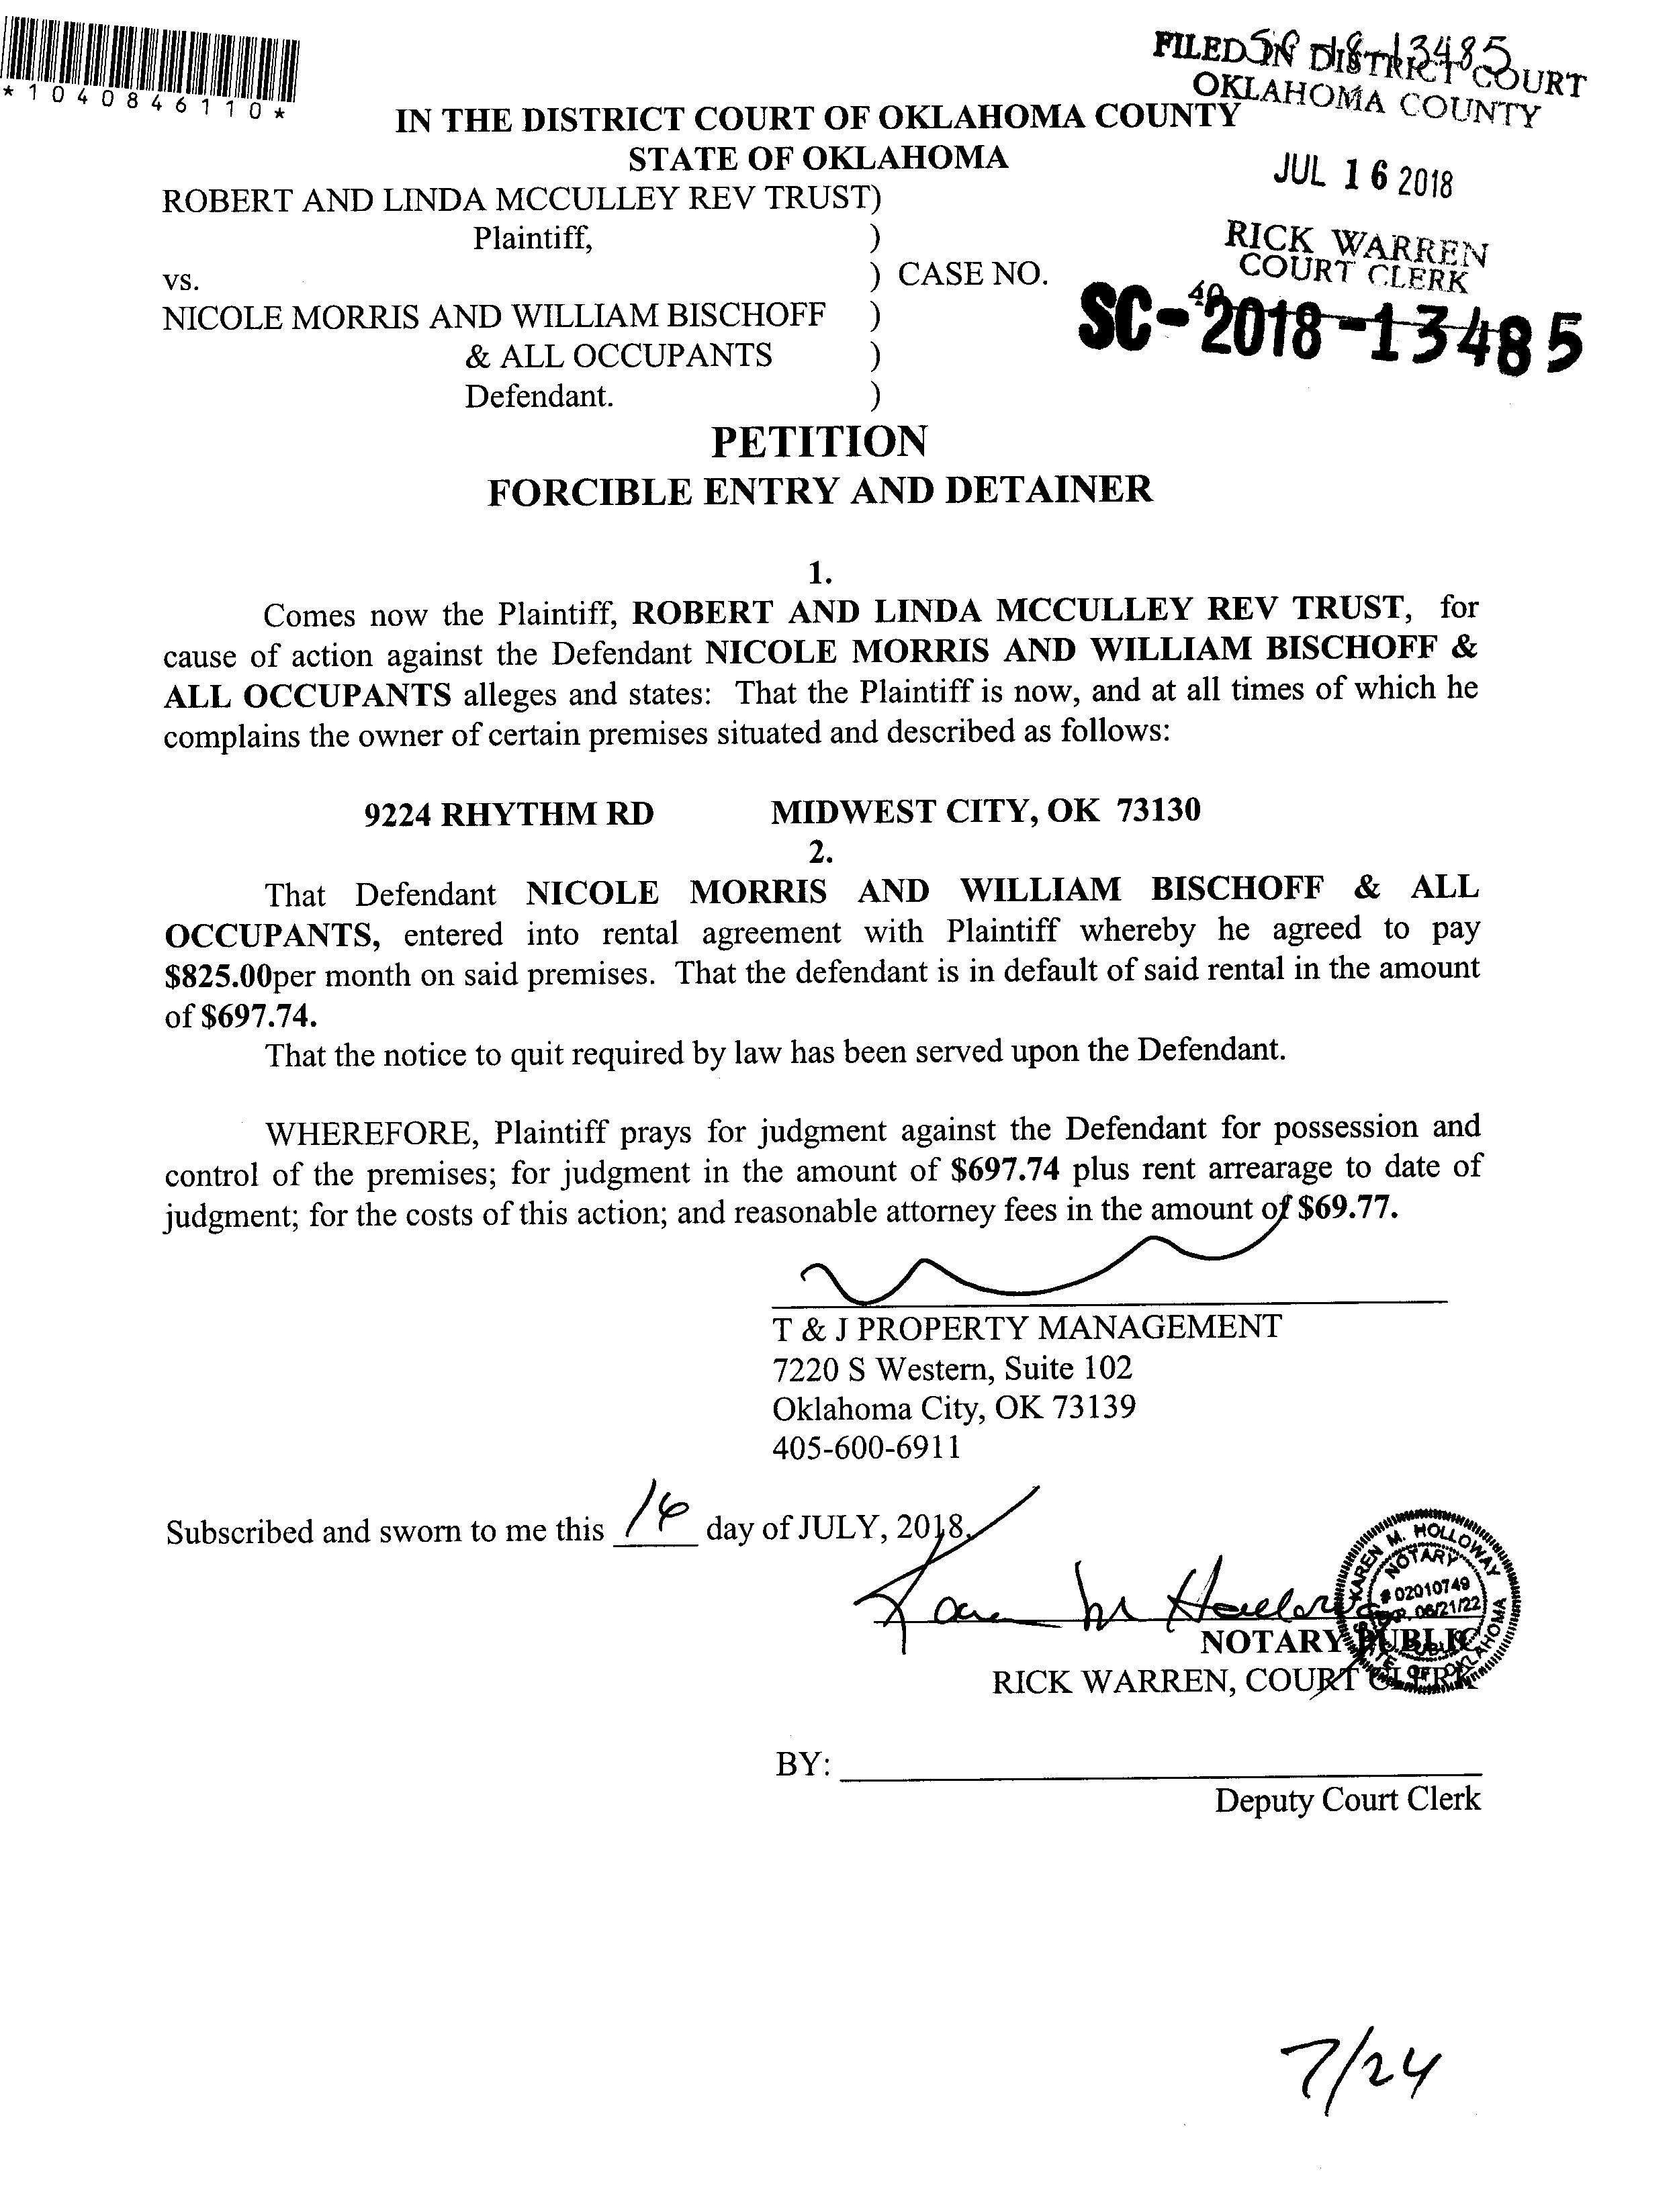 *1040846110*
SC-18-13485
FILED IN DISTRICT COURT
OKLAHOMA COUNTY
IN THE DISTRICT COURT OF OKLAHOMA COUNTY
STATE OF OKLAHOMA
JUL 16 2018
ROBERT AND LINDA MCCULLEY REV TRUST)
Plaintiff, )
RICK WARREN
COURT CLERK
vs. ) CASE NO.
40
SC-2018-13485
NICOLE MORRIS AND WILLIAM BISCHOFF )
& ALL OCCUPANTS )
Defendant. )
PETITION
FORCIBLE ENTRY AND DETAINER
1.
Comes now the Plaintiff, ROBERT AND LINDA MCCULLEY REV TRUST, for
cause of action against the Defendant NICOLE MORRIS AND WILLIAM BISCHOFF &
ALL OCCUPANTS alleges and states: That the Plaintiff is now, and at all times of which he
complains the owner of certain premises situated and described as follows:
9224 RHYTHM RD MIDWEST CITY, OK 73130
2.
That Defendant NICOLE MORRIS AND WILLIAM BISCHOFF & ALL
OCCUPANTS, entered into rental agreement with Plaintiff whereby he agreed to pay
$825.00per month on said premises. That the defendant is in default of said rental in the amount
of $697.74.
That the notice to quit required by law has been served upon the Defendant.
WHEREFORE, Plaintiff prays for judgment against the Defendant for possession and
control of the premises; for judgment in the amount of $697.74 plus rent arrearage to date of
judgment; for the costs of this action; and reasonable attorney fees in the amount of $69.77.
T & J PROPERTY MANAGEMENT
7220 S Western, Suite 102
Oklahoma City, OK 73139
405-600-6911
Subscribed and sworn to me this 16 day of JULY, 2018.
Karen M Holloway
KAREN M. HOLLOWAY
NOTARY
# 02010749
EXP. 06/21/22
PUBLIC
STATE OF OKLAHOMA
NOTARY PUBLIC
RICK WARREN, COURT CLERK
BY:
Deputy Court Clerk
7/24